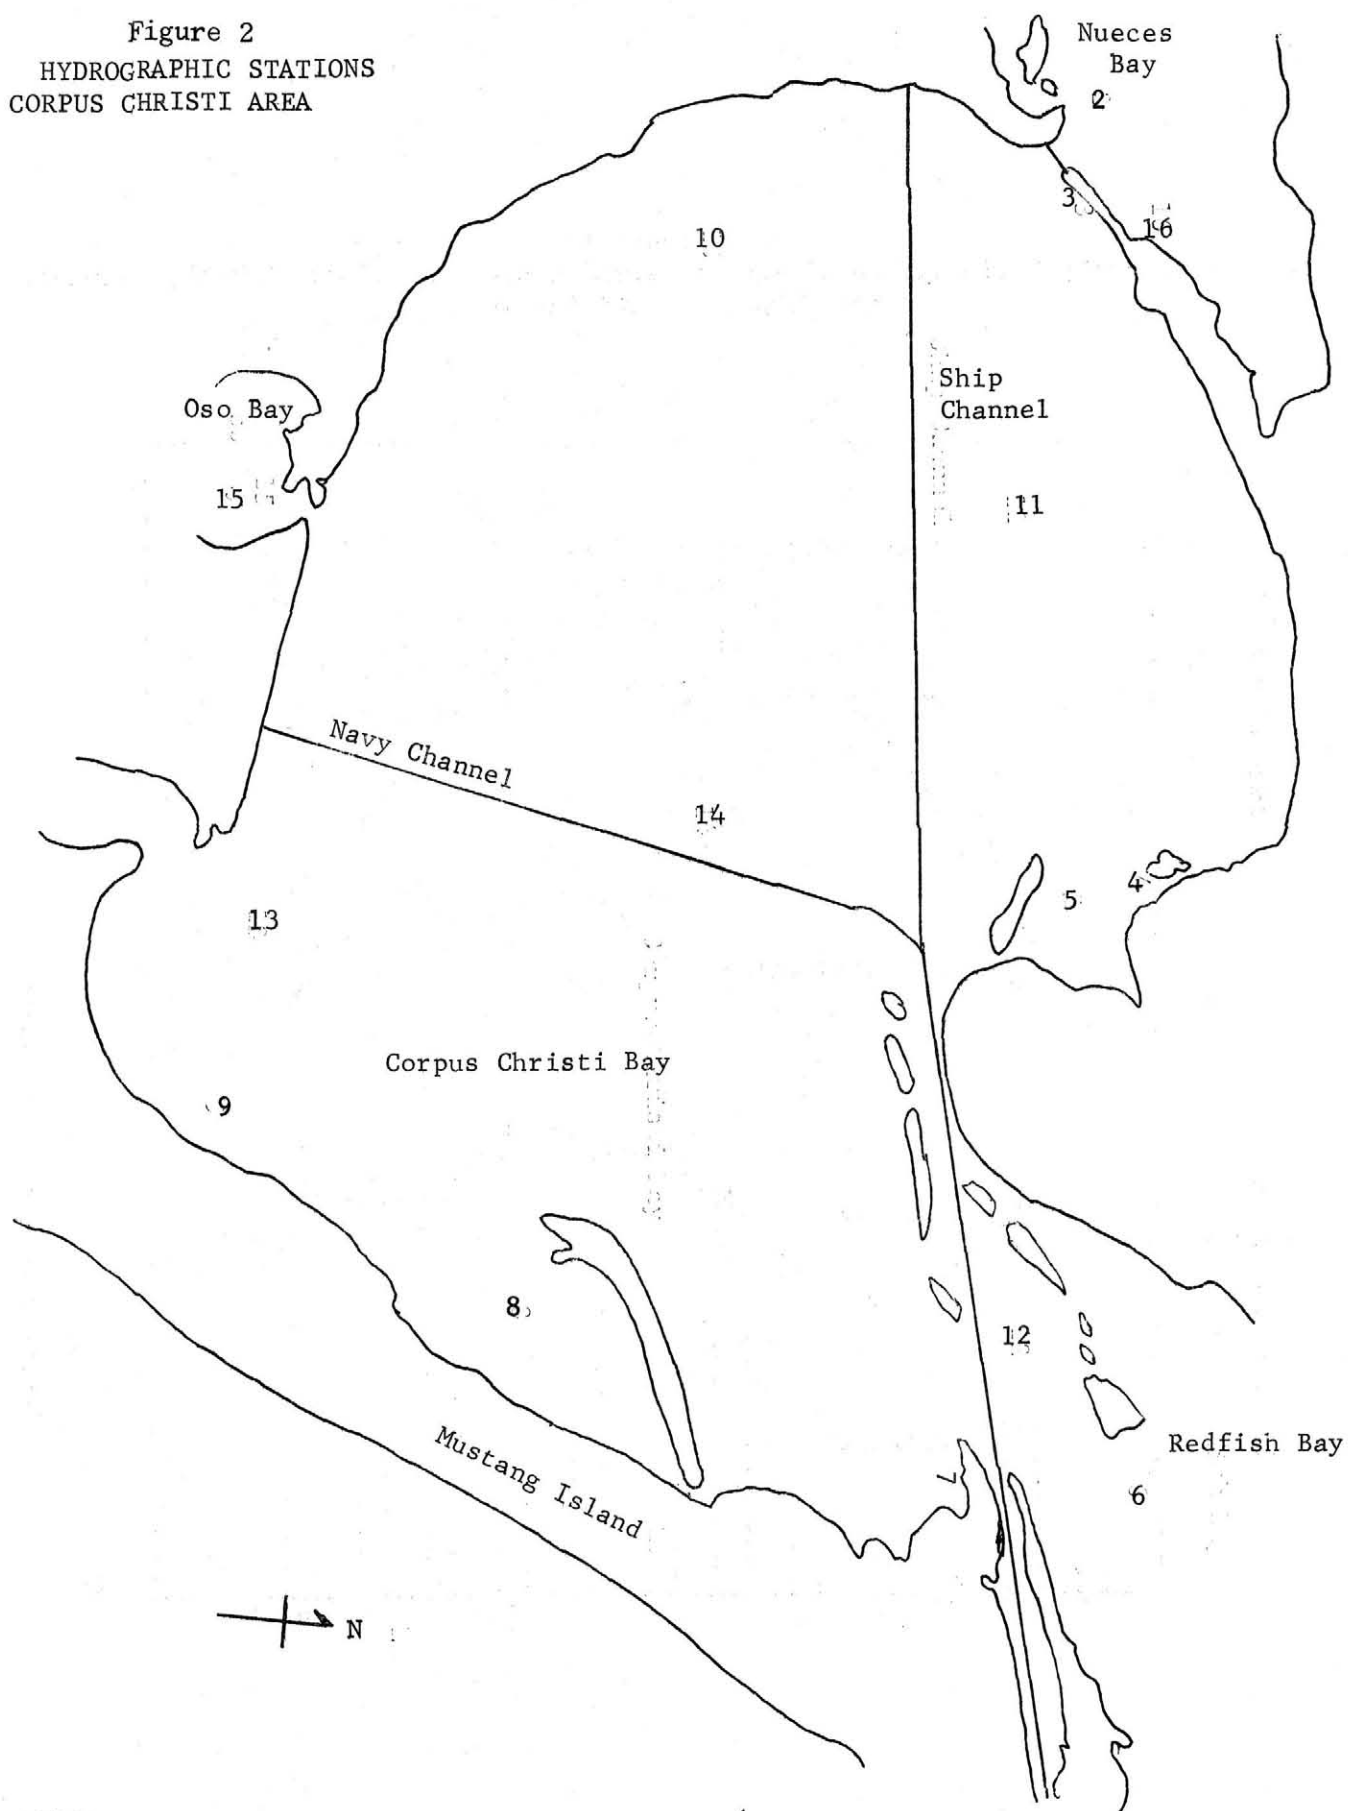 Figure 2
HYDROGRAPHIC STATIONS
CORPUS CHRISTI AREA
Nueces
Bay
2
3
16
10
Ship
Channel
Oso Bay
15
11
Navy Channel
14
4
5
13
Corpus Christi Bay
9
8
12
Mustang Island
Redfish Bay
7
6
N